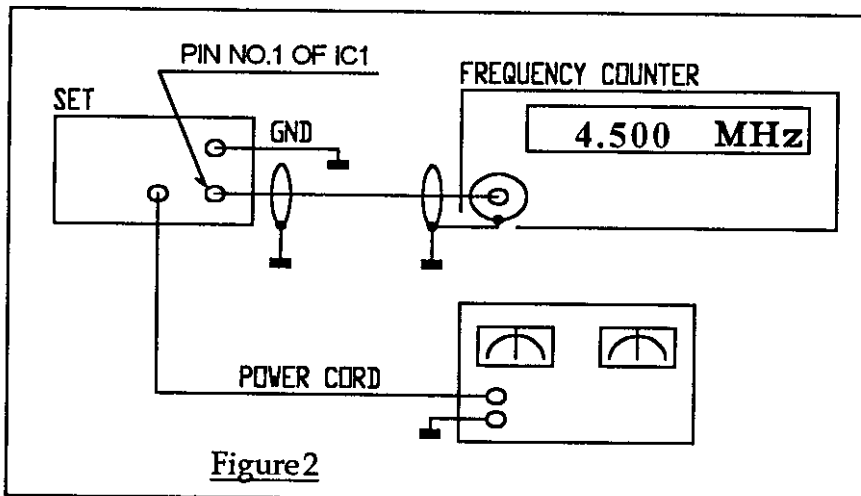 PIN NO.1 OF IC1
FREQUENCY COUNTER
SET
4.500 MHz
GND
POWER CORD
Figure2